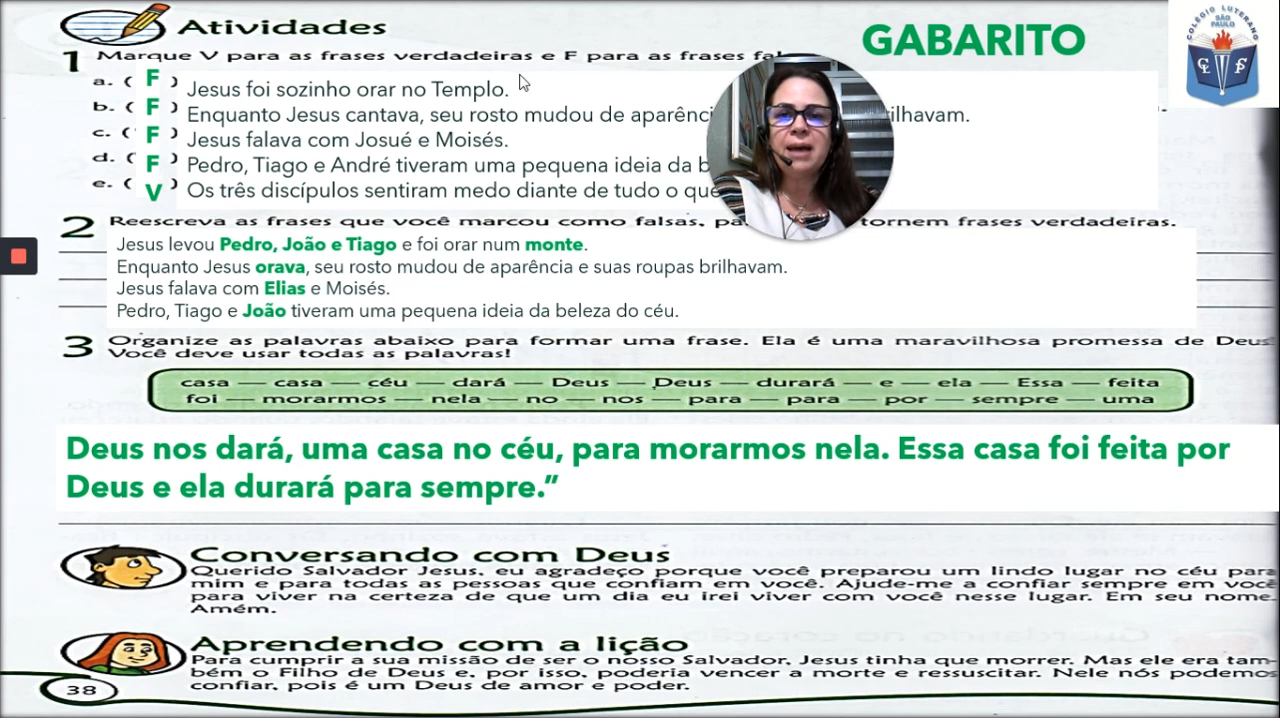 Atividades
GABARITO
COLÉGIO LUTERANO
SÃO PAULO
CL F
1 Marque V para as frases verdadeiras e F para as frases fal
a. ( F ) Jesus foi sozinho orar no Templo.
b. ( F ) Enquanto Jesus cantava, seu rosto mudou de aparênci rilhavam.
c. ( F ) Jesus falava com Josué e Moisés.
d. ( F ) Pedro, Tiago e André tiveram uma pequena ideia da b
e. ( V ) Os três discípulos sentiram medo diante de tudo o que
2 Reescreva as frases que você marcou como falsas, pa tornem frases verdadeiras.
Jesus levou Pedro, João e Tiago e foi orar num monte.
Enquanto Jesus orava, seu rosto mudou de aparência e suas roupas brilhavam.
Jesus falava com Elias e Moisés.
Pedro, Tiago e João tiveram uma pequena ideia da beleza do céu.
3 Organize as palavras abaixo para formar uma frase. Ela é uma maravilhosa promessa de Deus
Você deve usar todas as palavras!
casa — casa — céu — dará — Deus — Deus — durará — e — ela — Essa — feita
foi — morarmos — nela — no — nos — para — para — por — sempre — uma
Deus nos dará, uma casa no céu, para morarmos nela. Essa casa foi feita por
Deus e ela durará para sempre.”
Conversando com Deus
Querido Salvador Jesus, eu agradeço porque você preparou um lindo lugar no céu para
mim e para todas as pessoas que confiam em você. Ajude-me a confiar sempre em você
para viver na certeza de que um dia eu irei viver com você nesse lugar. Em seu nome.
Amém.
Aprendendo com a lição
Para cumprir a sua missão de ser o nosso Salvador, Jesus tinha que morrer. Mas ele era tam-
bém o Filho de Deus e, por isso, poderia vencer a morte e ressuscitar. Nele nós podemos
confiar, pois é um Deus de amor e poder.
38